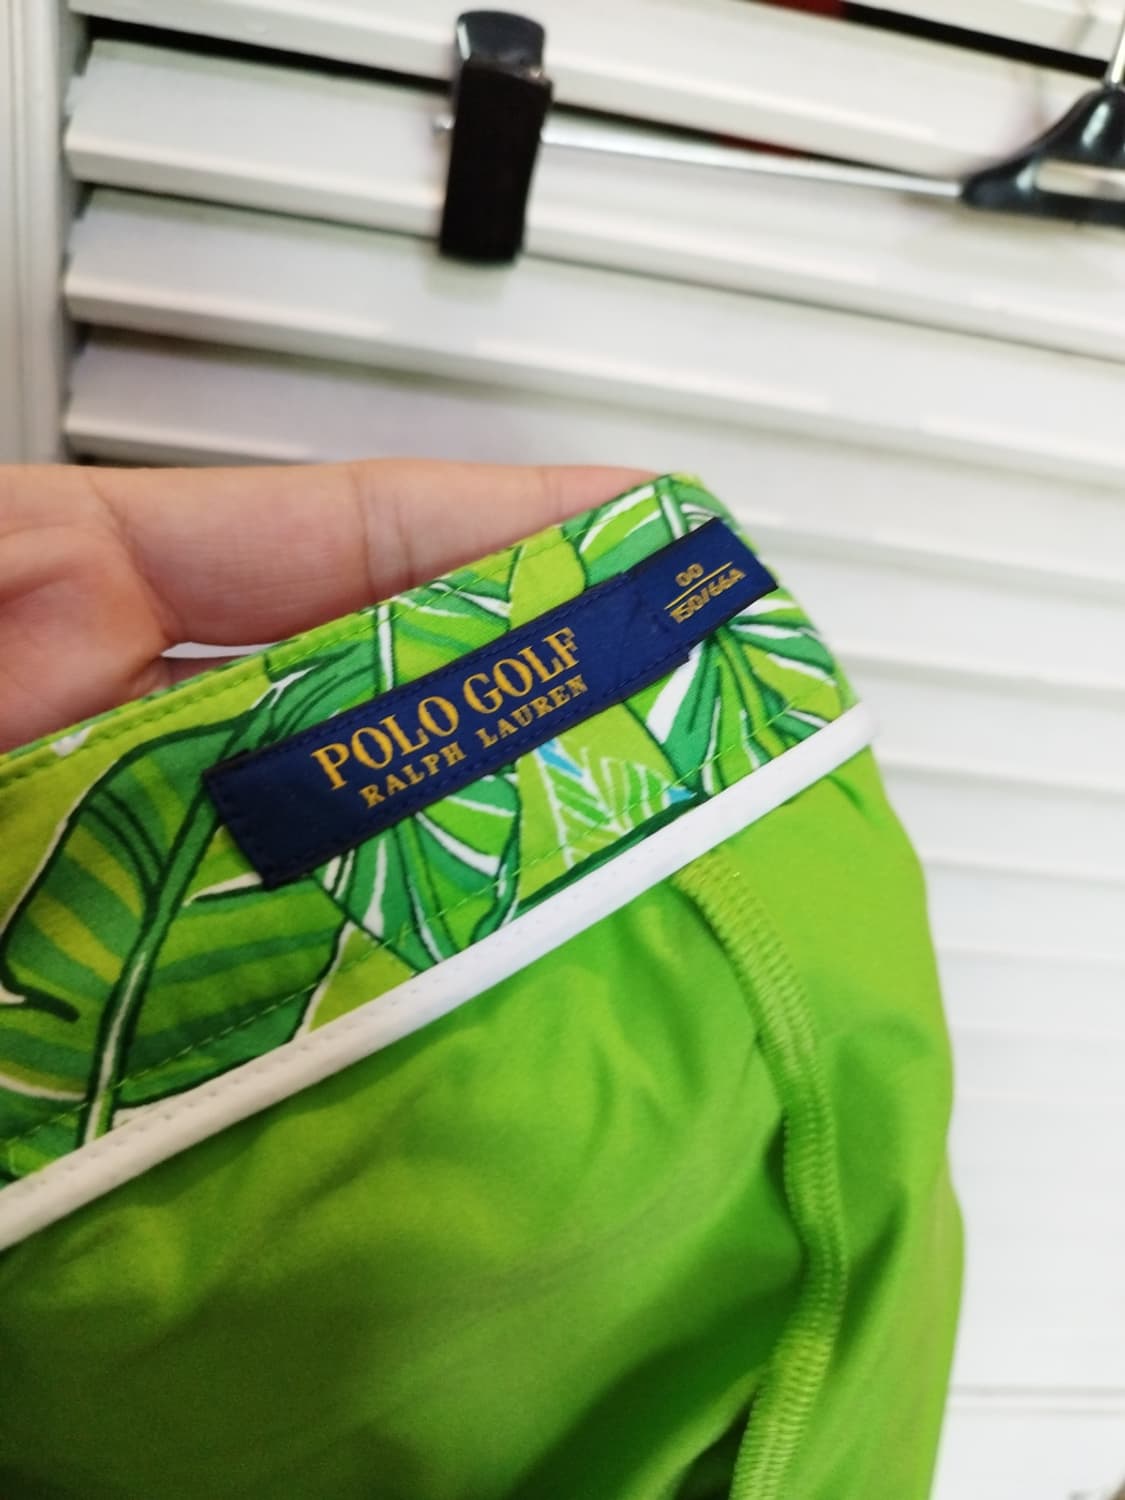 POLO GOLF
RALPH LAUREN
00
150/66A